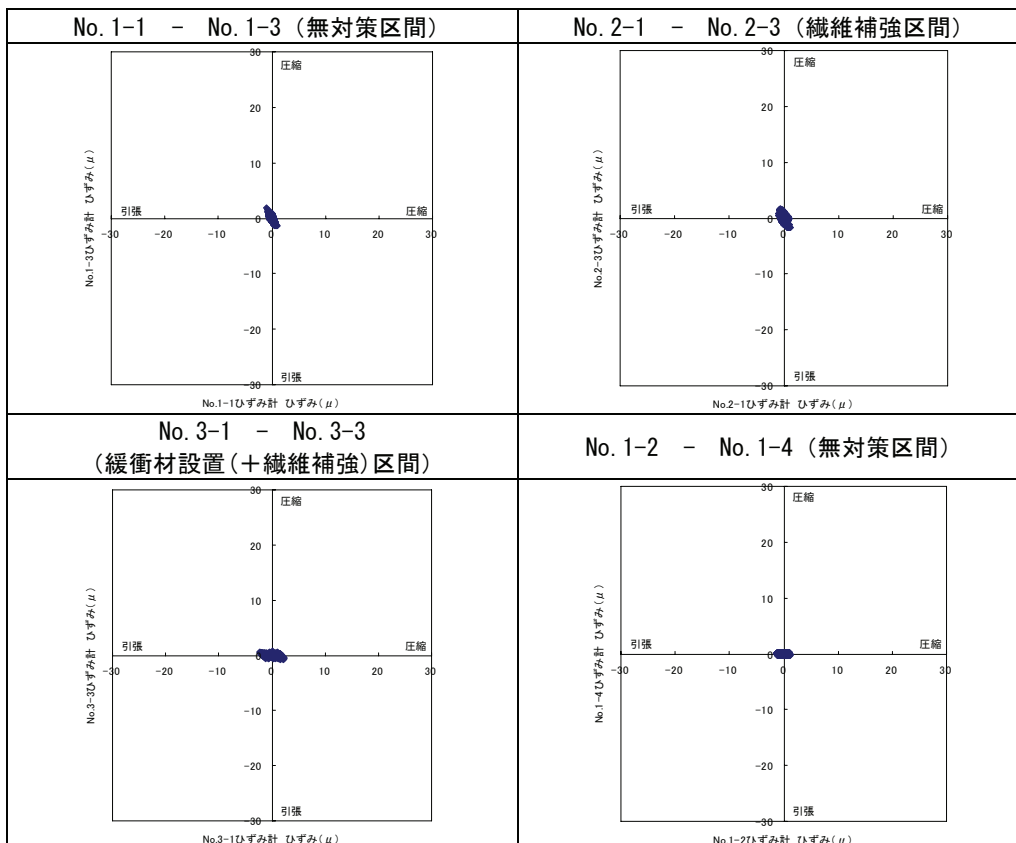 No.1-1 － No.1-3（無対策区間）
30
圧縮
20
10
引張
0
圧縮
-30 -20 -10 0 10 20 30
-10
-20
引張
-30
No.1-3ひずみ計 ひずみ(μ)
No.1-1ひずみ計 ひずみ(μ)
No.2-1 － No.2-3（繊維補強区間）
30
圧縮
20
10
引張
0
圧縮
-30 -20 -10 0 10 20 30
-10
-20
引張
-30
No.2-3ひずみ計 ひずみ(μ)
No.2-1ひずみ計 ひずみ(μ)
No.3-1 － No.3-3
（緩衝材設置(＋繊維補強)区間）
30
圧縮
20
10
引張
0
圧縮
-30 -20 -10 0 10 20 30
-10
-20
引張
-30
No.3-3ひずみ計 ひずみ(μ)
No.3-1ひずみ計 ひずみ(μ)
No.1-2 － No.1-4（無対策区間）
30
圧縮
20
10
引張
0
圧縮
-30 -20 -10 0 10 20 30
-10
-20
引張
-30
No.1-4ひずみ計 ひずみ(μ)
No.1-2ひずみ計 ひずみ(μ)